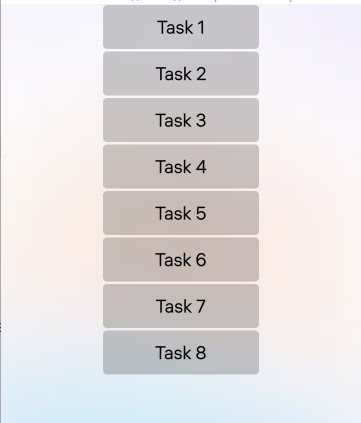 Task 1
Task 2
Task 3
Task 4
Task 5
Task 6
Task 7
Task 8